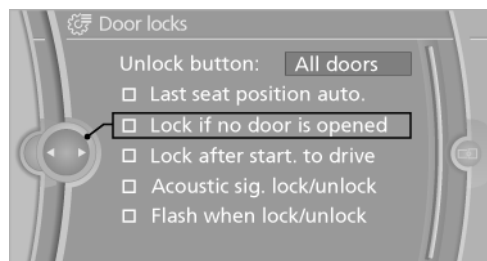 Door locks
Unlock button: All doors
Last seat position auto.
Lock if no door is opened
Lock after start. to drive
Acoustic sig. lock/unlock
Flash when lock/unlock